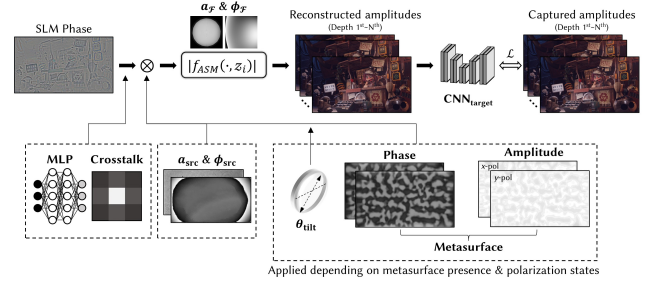 SLM Phase
a_ℱ & ϕ_ℱ
|f_ASM(·, z_i)|
Reconstructed amplitudes
(Depth 1st–Nth)
CNN_target
ℒ
Captured amplitudes
(Depth 1st–Nth)
MLP
Crosstalk
a_src & ϕ_src
θ_tilt
Phase
Amplitude
x-pol
y-pol
Metasurface
Applied depending on metasurface presence & polarization states